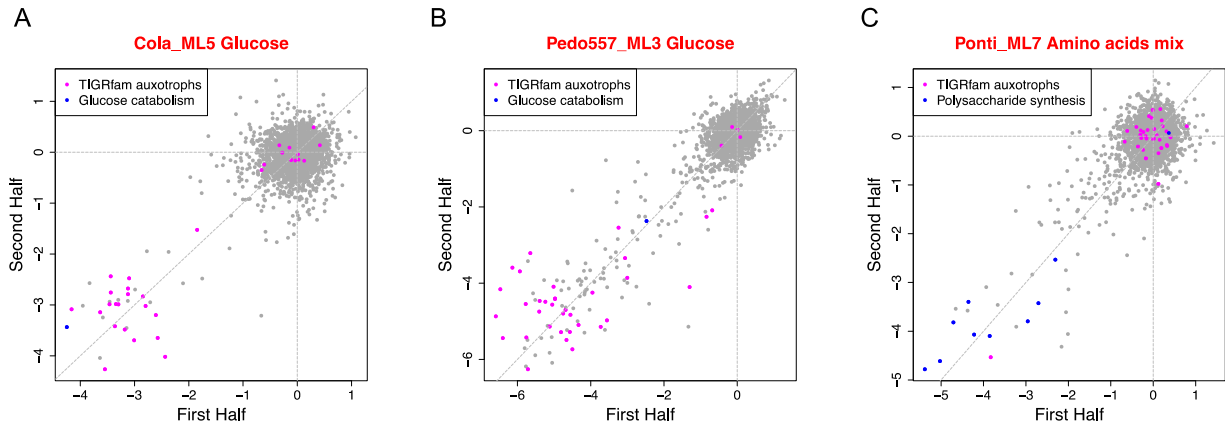 A
Cola_ML5 Glucose
TIGRfam auxotrophs
Glucose catabolism
Second Half
1
0
−1
−2
−3
−4
−4
−3
−2
−1
0
1
First Half
B
Pedo557_ML3 Glucose
TIGRfam auxotrophs
Glucose catabolism
Second Half
0
−2
−4
−6
−6
−4
−2
0
First Half
C
Ponti_ML7 Amino acids mix
TIGRfam auxotrophs
Polysaccharide synthesis
Second Half
1
0
−1
−2
−3
−4
−5
−5
−4
−3
−2
−1
0
1
First Half